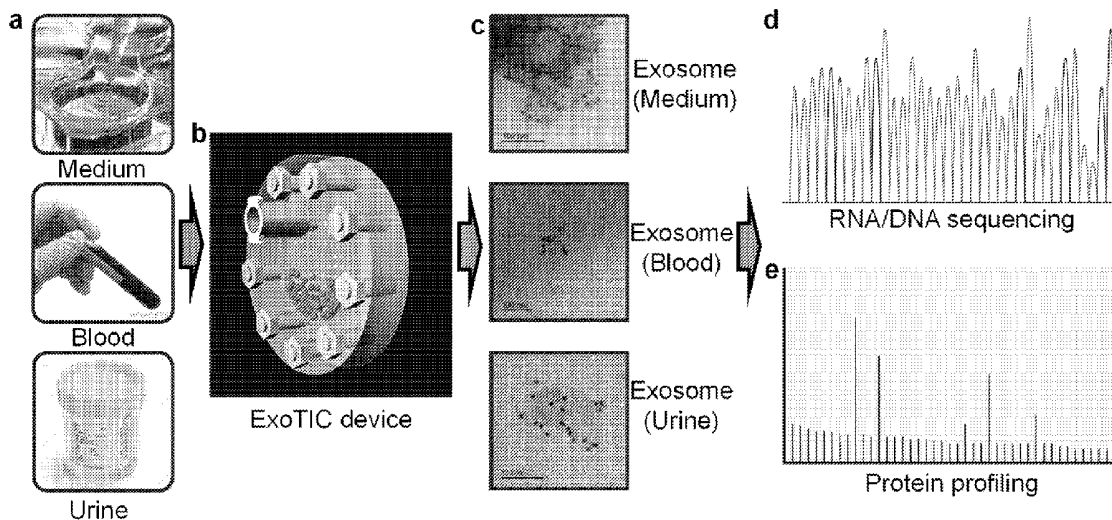 a
Medium
Blood
Urine
b
ExoTIC device
c
Exosome
(Medium)
Exosome
(Blood)
Exosome
(Urine)
d
RNA/DNA sequencing
e
Protein profiling